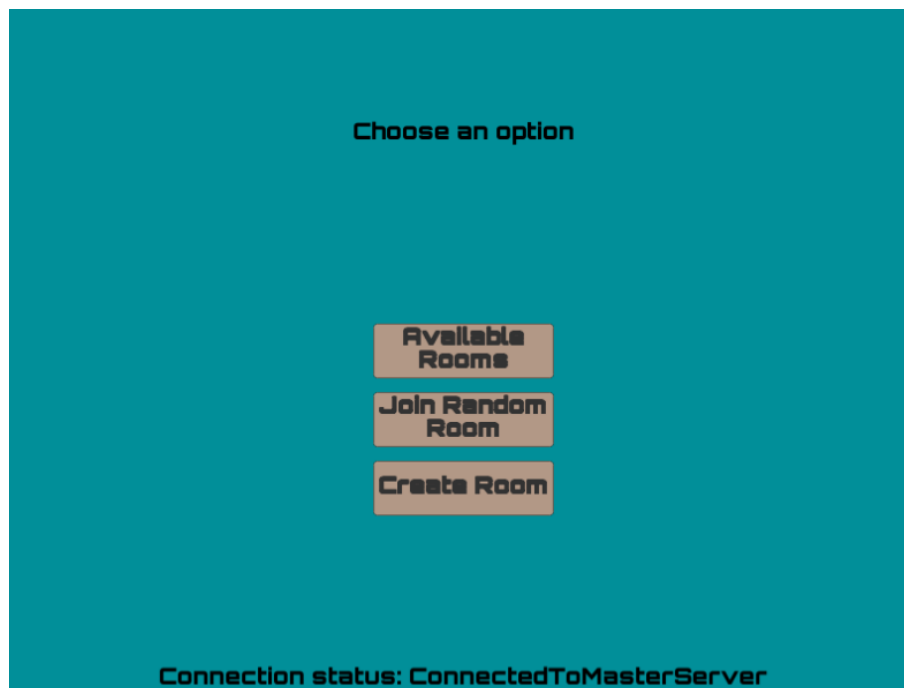 Choose an option
Available
Rooms
Join Random
Room
Create Room
Connection status: ConnectedToMasterServer